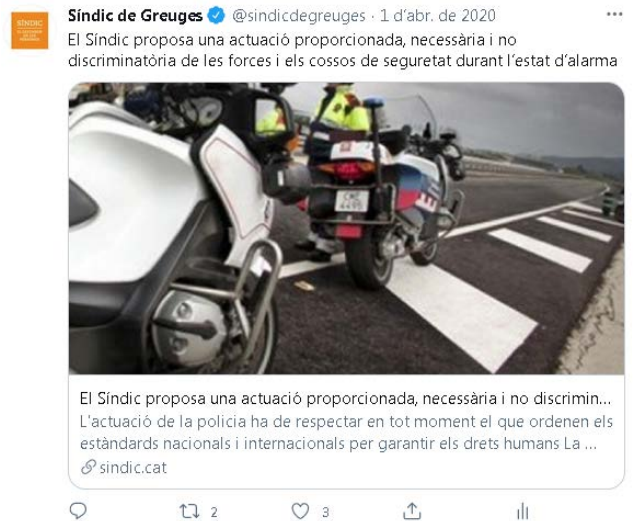 SÍNDIC
Síndic de Greuges @sindicdegreuges · 1 d’abr. de 2020
El Síndic proposa una actuació proporcionada, necessària i no
discriminatòria de les forces i els cossos de seguretat durant l’estat d’alarma
El Síndic proposa una actuació proporcionada, necessària i no discrimin...
L'actuació de la policia ha de respectar en tot moment el que ordenen els
estàndards nacionals i internacionals per garantir els drets humans La ...
sindic.cat
2
3